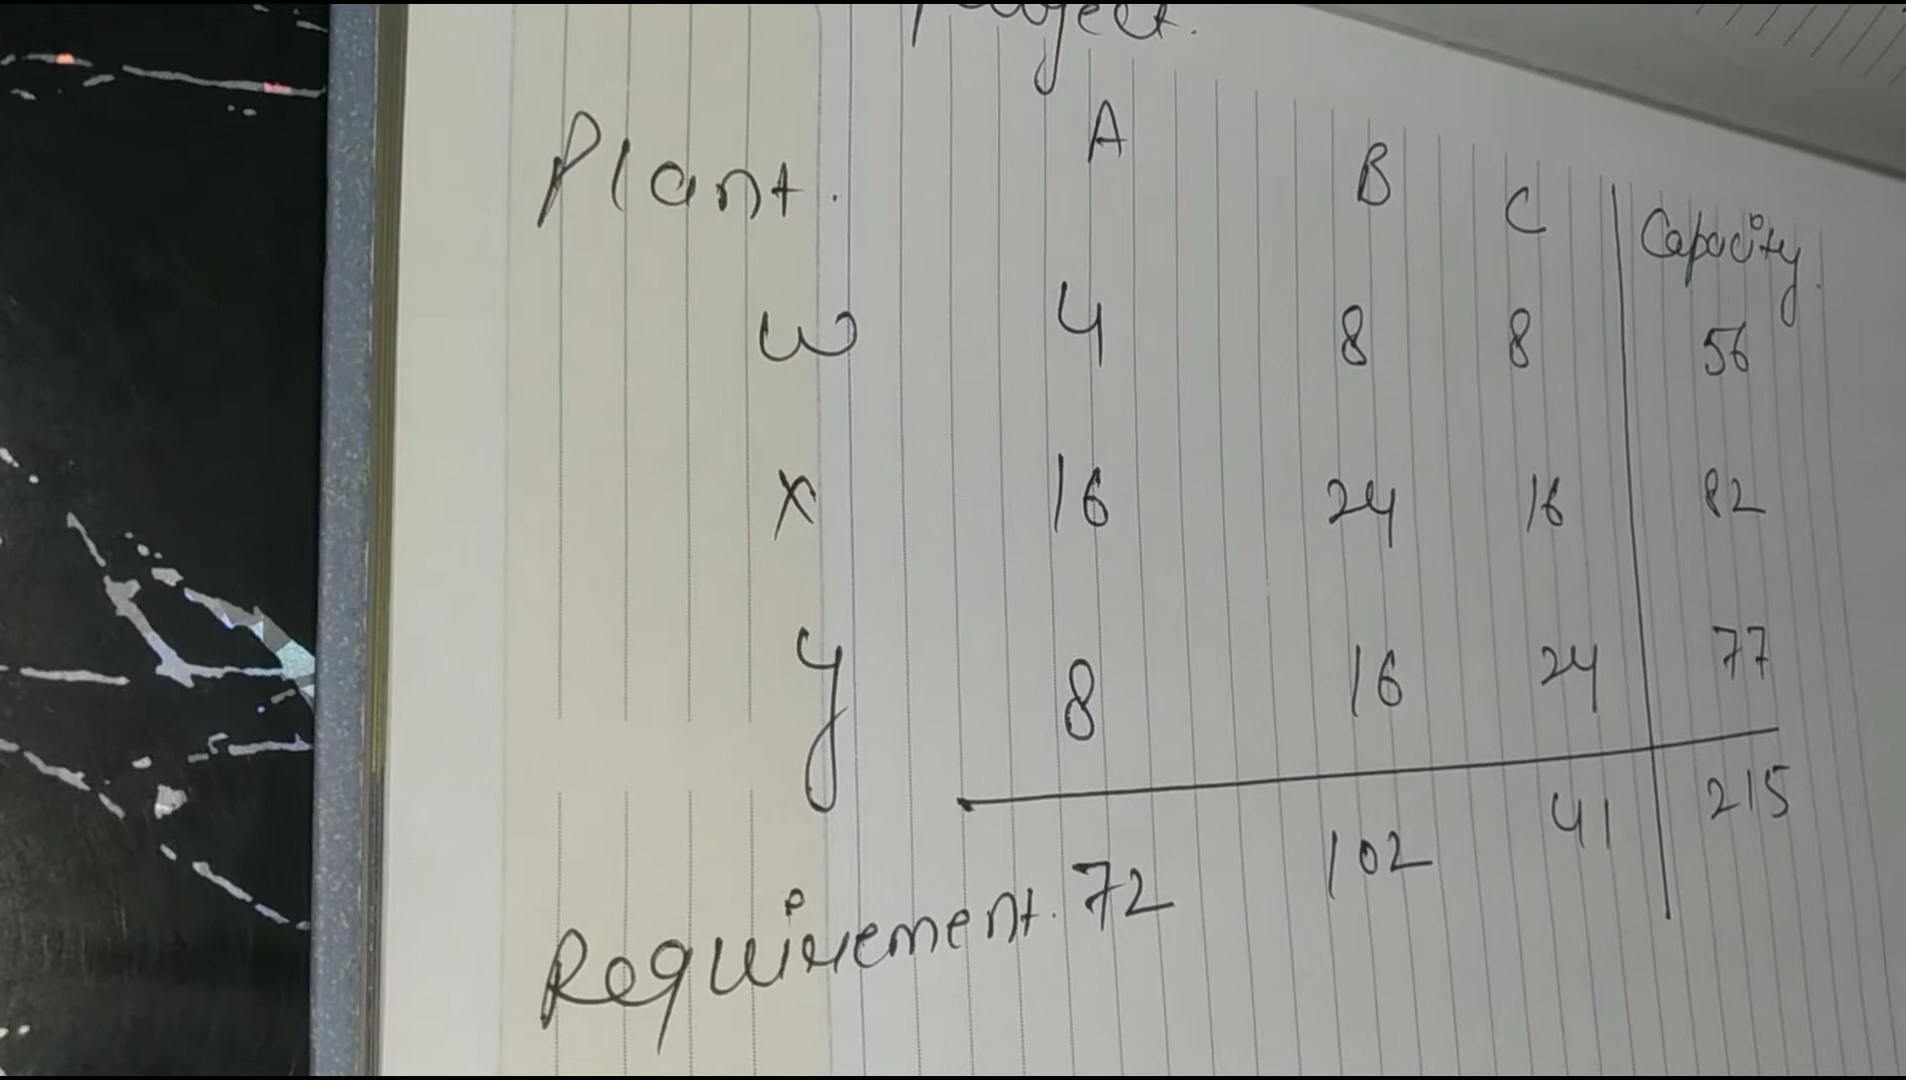 Project.
Plant. A B C Capacity.
W 4 8 8 56
X 16 24 16 82
y 8 16 24 77
Requirement. 72 102 41 215